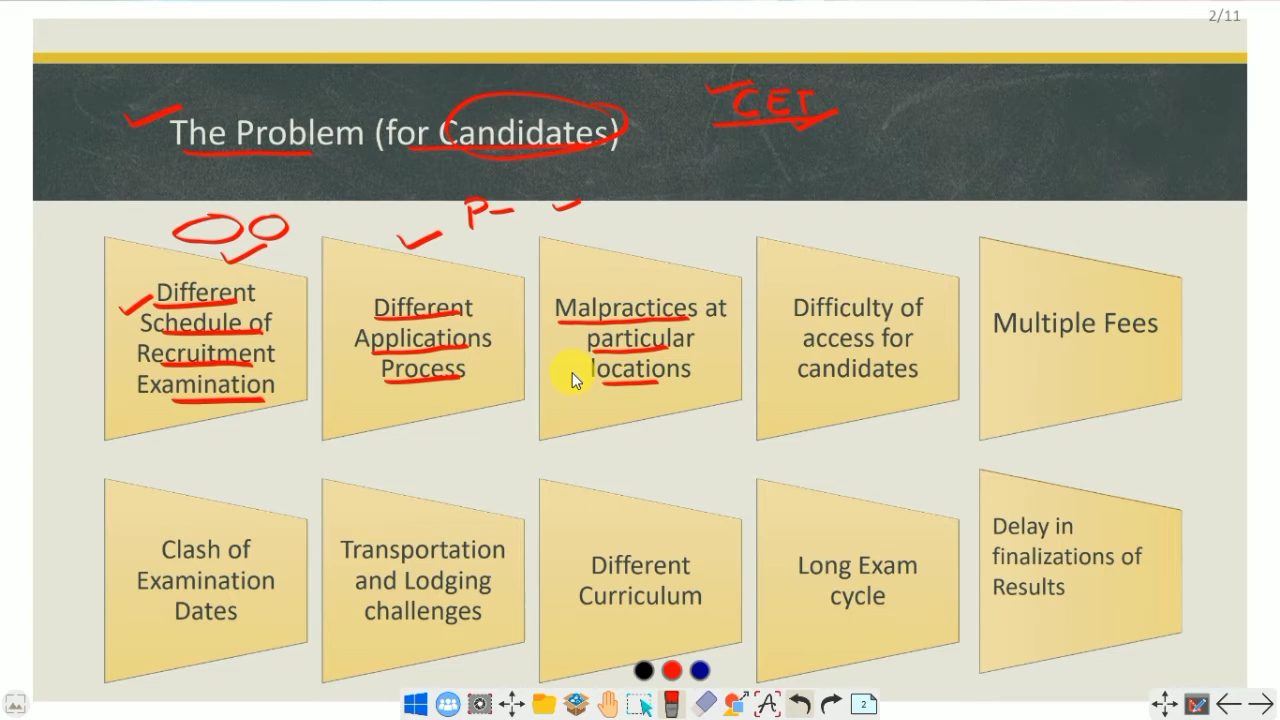 2/11
CET
The Problem (for Candidates)
P-
Different
Schedule of
Recruitment
Examination
Different
Applications
Process
Malpractices at
particular
locations
Difficulty of
access for
candidates
Multiple Fees
Clash of
Examination
Dates
Transportation
and Lodging
challenges
Different
Curriculum
Long Exam
cycle
Delay in
finalizations of
Results
A
2